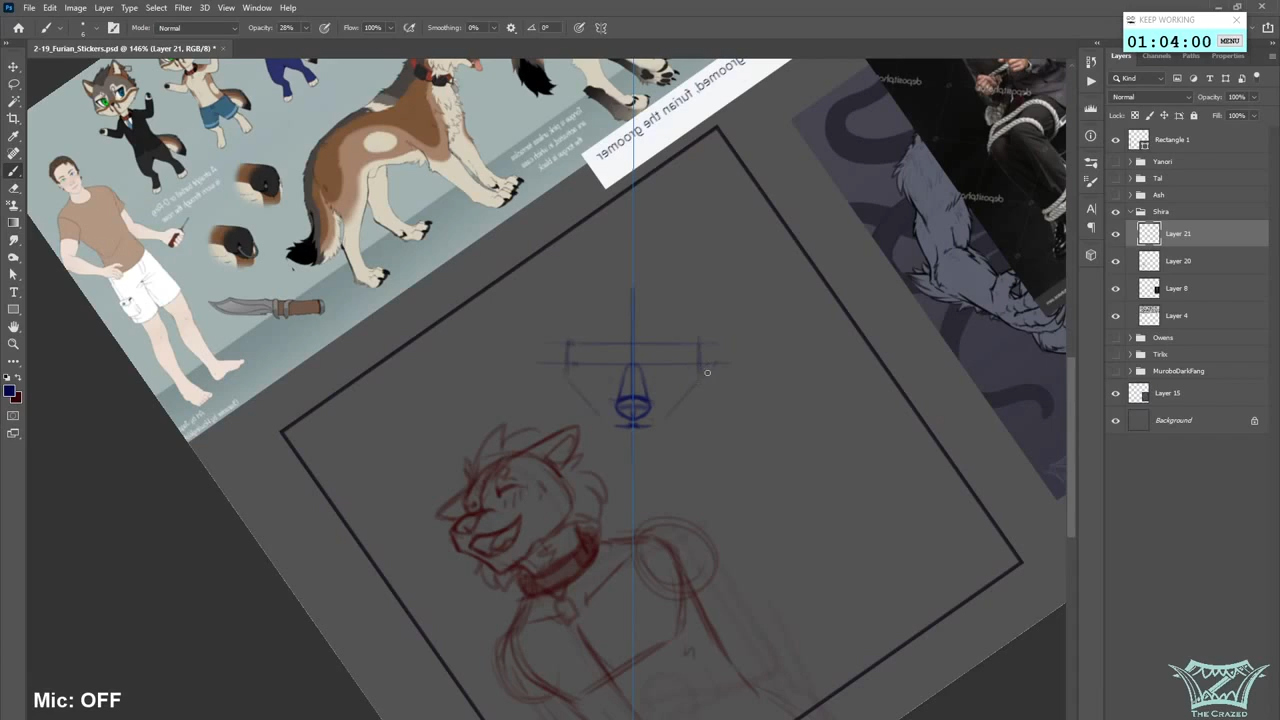 File Edit Image Layer Type Select Filter 3D View Window Help
Mode: Normal Opacity: 28% Flow: 100% Smoothing: 0% 0°
2-19_Furian_Stickers.psd @ 146% (Layer 21, RGB/8) *
KEEP WORKING
01:04:00 MENU
Layers Channels Paths Properties
Kind
Normal Opacity: 100%
Lock: Fill: 100%
Rectangle 1
Yanori
Tal
Ash
Shira
Layer 21
Layer 20
Layer 8
Layer 4
Owens
Tirlix
MuroboDarkFang
Layer 15
Background
groomed, furian the groomer
Mic: OFF
THE CRAZED